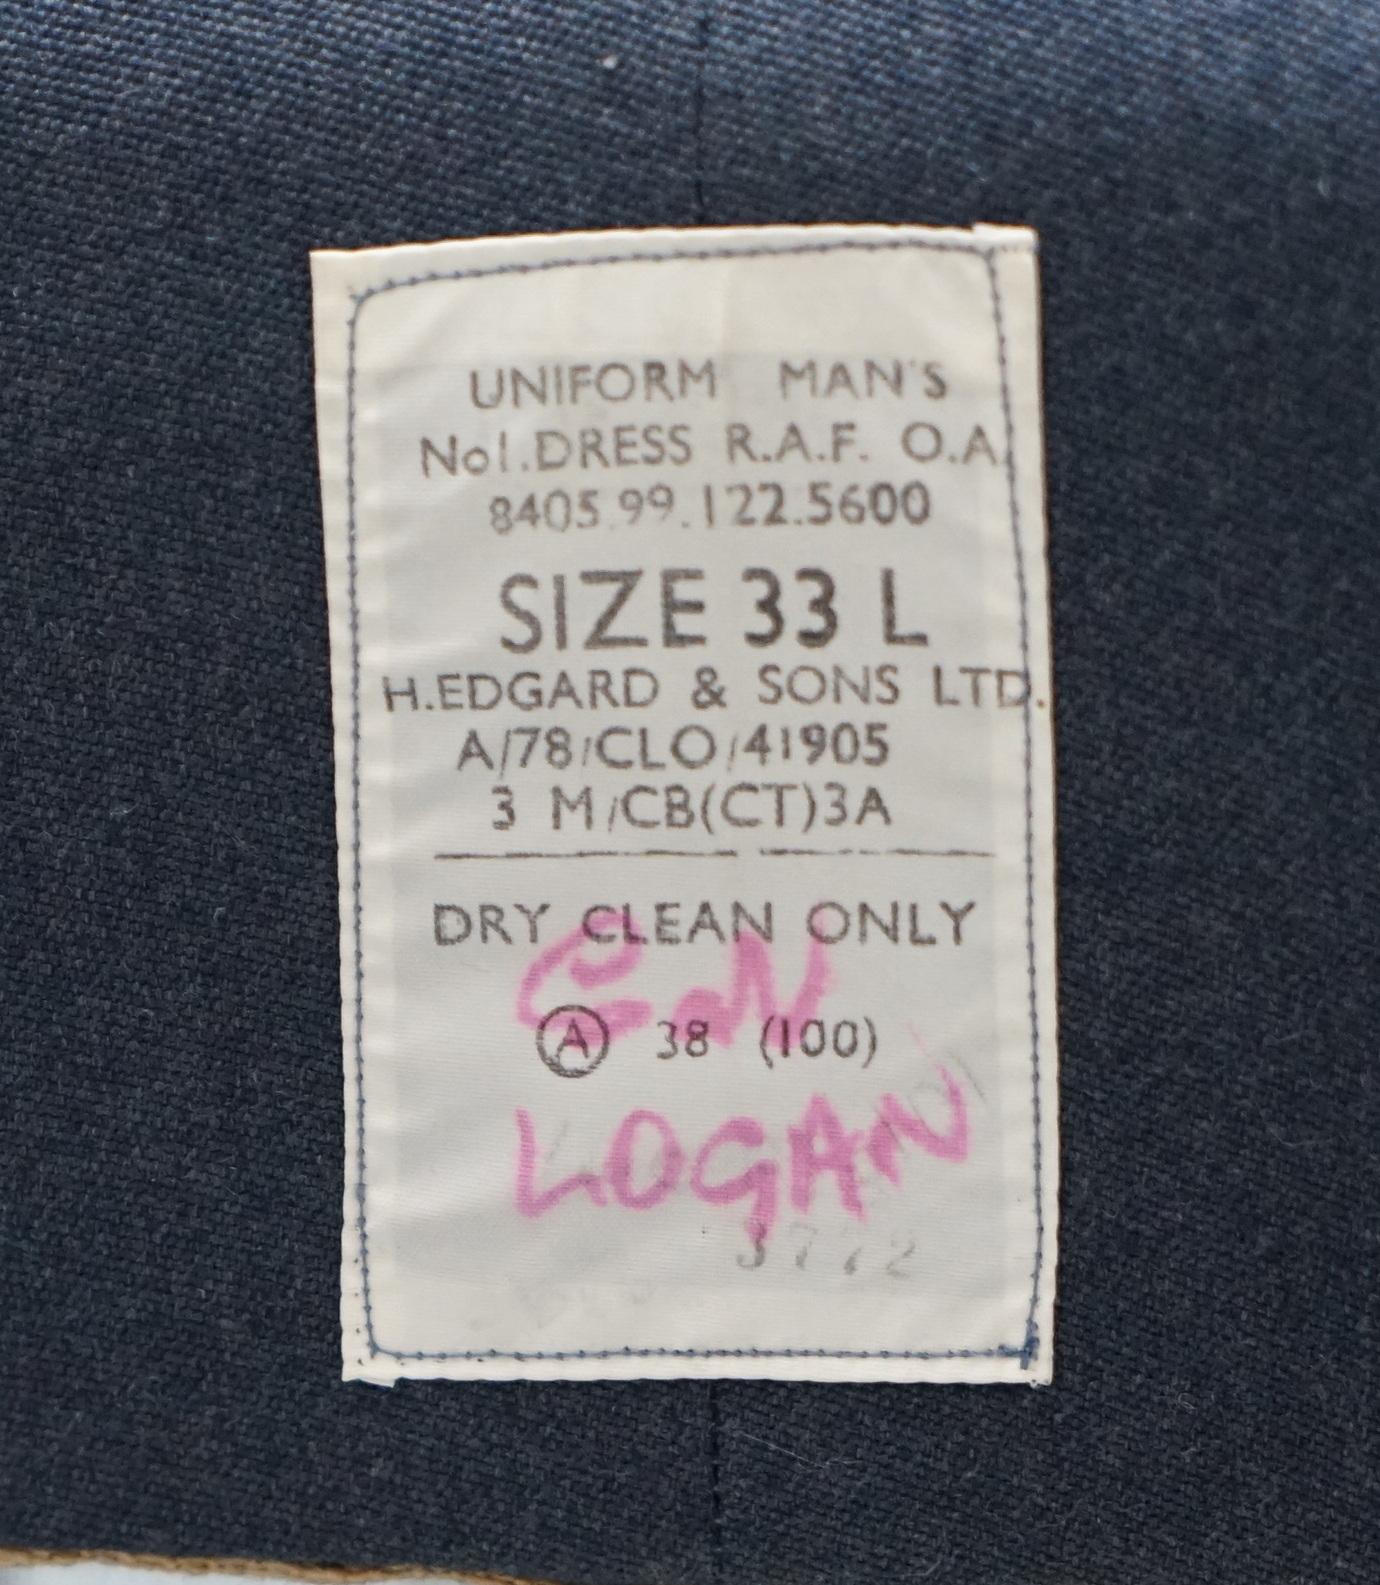 UNIFORM MAN'S
No1.DRESS R.A.F. O.A.
8405.99.122.5600
SIZE 33 L
H.EDGARD & SONS LTD.
A/78/CLO/41905
3 M/CB(CT)3A
DRY CLEAN ONLY
Ⓐ 38 (100)
LOGAN
3772